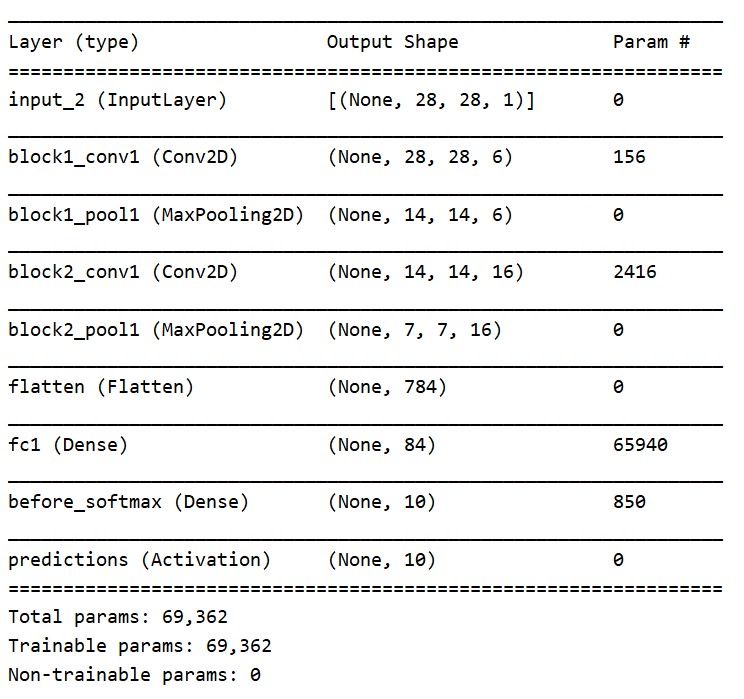 Layer (type) Output Shape Param #
input_2 (InputLayer) [(None, 28, 28, 1)] 0
block1_conv1 (Conv2D) (None, 28, 28, 6) 156
block1_pool1 (MaxPooling2D) (None, 14, 14, 6) 0
block2_conv1 (Conv2D) (None, 14, 14, 16) 2416
block2_pool1 (MaxPooling2D) (None, 7, 7, 16) 0
flatten (Flatten) (None, 784) 0
fc1 (Dense) (None, 84) 65940
before_softmax (Dense) (None, 10) 850
predictions (Activation) (None, 10) 0
Total params: 69,362
Trainable params: 69,362
Non-trainable params: 0